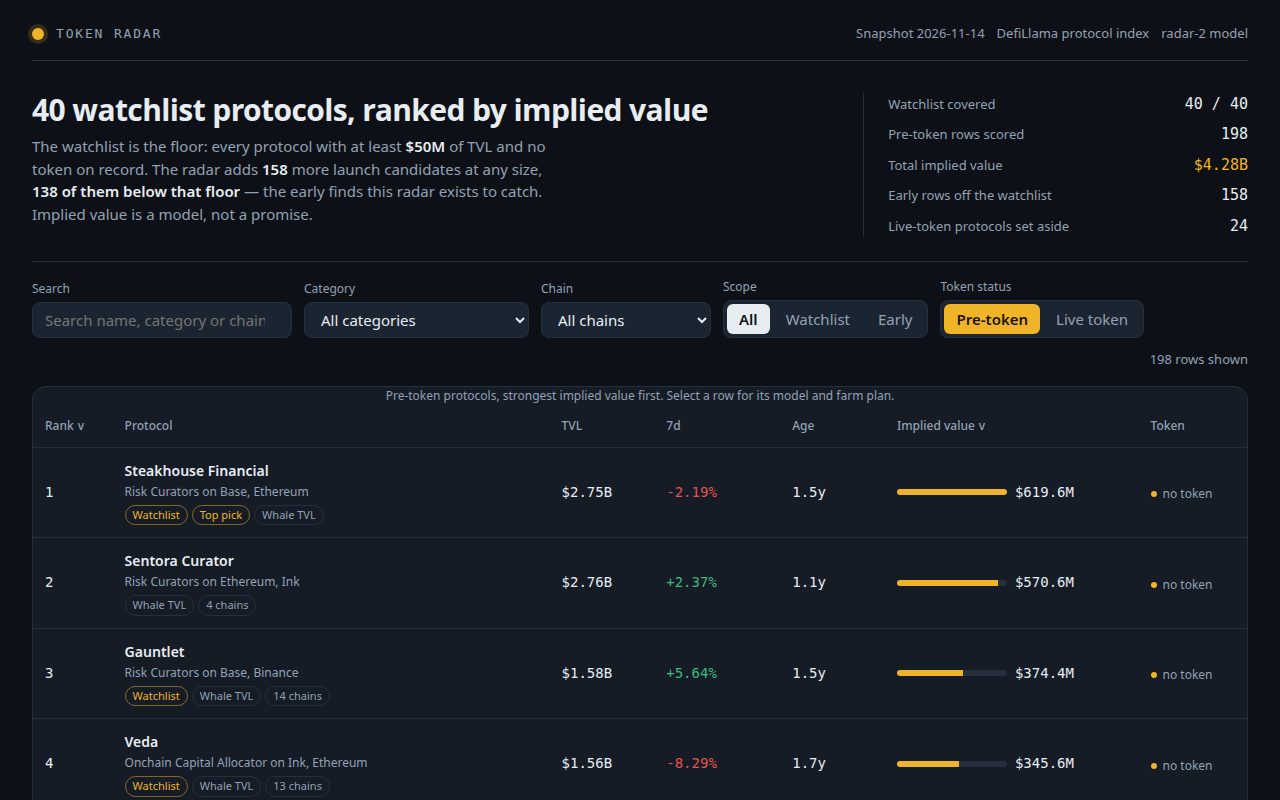 TOKEN RADAR
Snapshot 2026-11-14 DefiLlama protocol index radar-2 model
40 watchlist protocols, ranked by implied value
The watchlist is the floor: every protocol with at least $50M of TVL and no
token on record. The radar adds 158 more launch candidates at any size,
138 of them below that floor — the early finds this radar exists to catch.
Implied value is a model, not a promise.
Watchlist covered 40 / 40
Pre-token rows scored 198
Total implied value $4.28B
Early rows off the watchlist 158
Live-token protocols set aside 24
Search Category Chain Scope Token status
Search name, category or chain All categories All chains All Watchlist Early Pre-token Live token
198 rows shown
Pre-token protocols, strongest implied value first. Select a row for its model and farm plan.
Rank v Protocol TVL 7d Age Implied value v Token
Steakhouse Financial
1 Risk Curators on Base, Ethereum $2.75B -2.19% 1.5y $619.6M no token
Watchlist Top pick Whale TVL
Sentora Curator
2 Risk Curators on Ethereum, Ink $2.76B +2.37% 1.1y $570.6M no token
Whale TVL 4 chains
Gauntlet
3 Risk Curators on Base, Binance $1.58B +5.64% 1.5y $374.4M no token
Watchlist Whale TVL 14 chains
Veda
4 Onchain Capital Allocator on Ink, Ethereum $1.56B -8.29% 1.7y $345.6M no token
Watchlist Whale TVL 13 chains